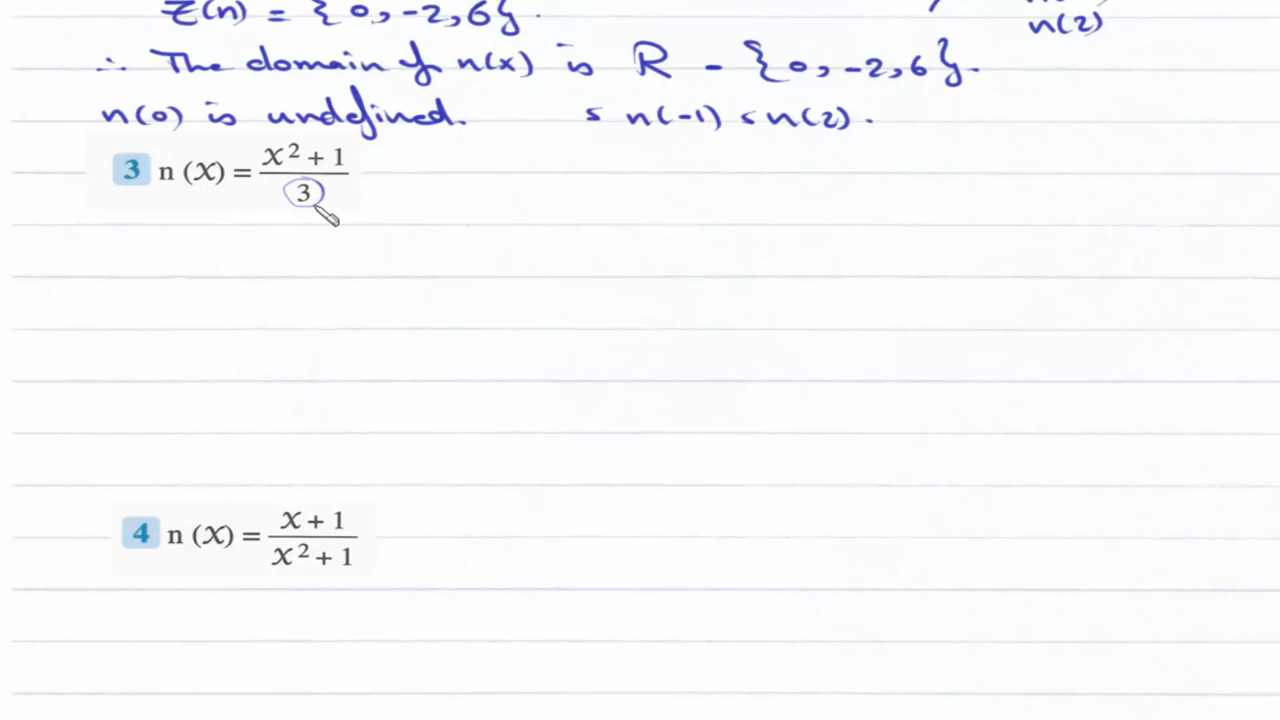 Z(n) = {0, -2, 6}.
n(2)
∴ The domain of n(x) is R - {0, -2, 6}.
n(0) is undefined. , n(-1) , n(2).
3 n (X) = X² + 1 / 3
4 n (X) = X + 1 / X² + 1